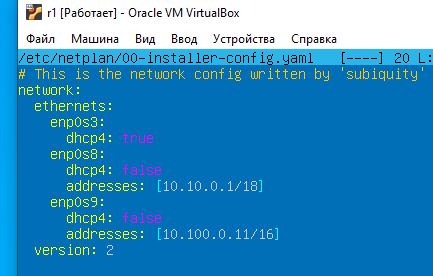 r1 [Работает] - Oracle VM VirtualBox
Файл Машина Вид Ввод Устройства Справка
/etc/netplan/00-installer-config.yaml [----] 20 L:
# This is the network config written by 'subiquity'
network:
  ethernets:
    enp0s3:
      dhcp4: true
    enp0s8:
      dhcp4: false
      addresses: [10.10.0.1/18]
    enp0s9:
      dhcp4: false
      addresses: [10.100.0.11/16]
  version: 2